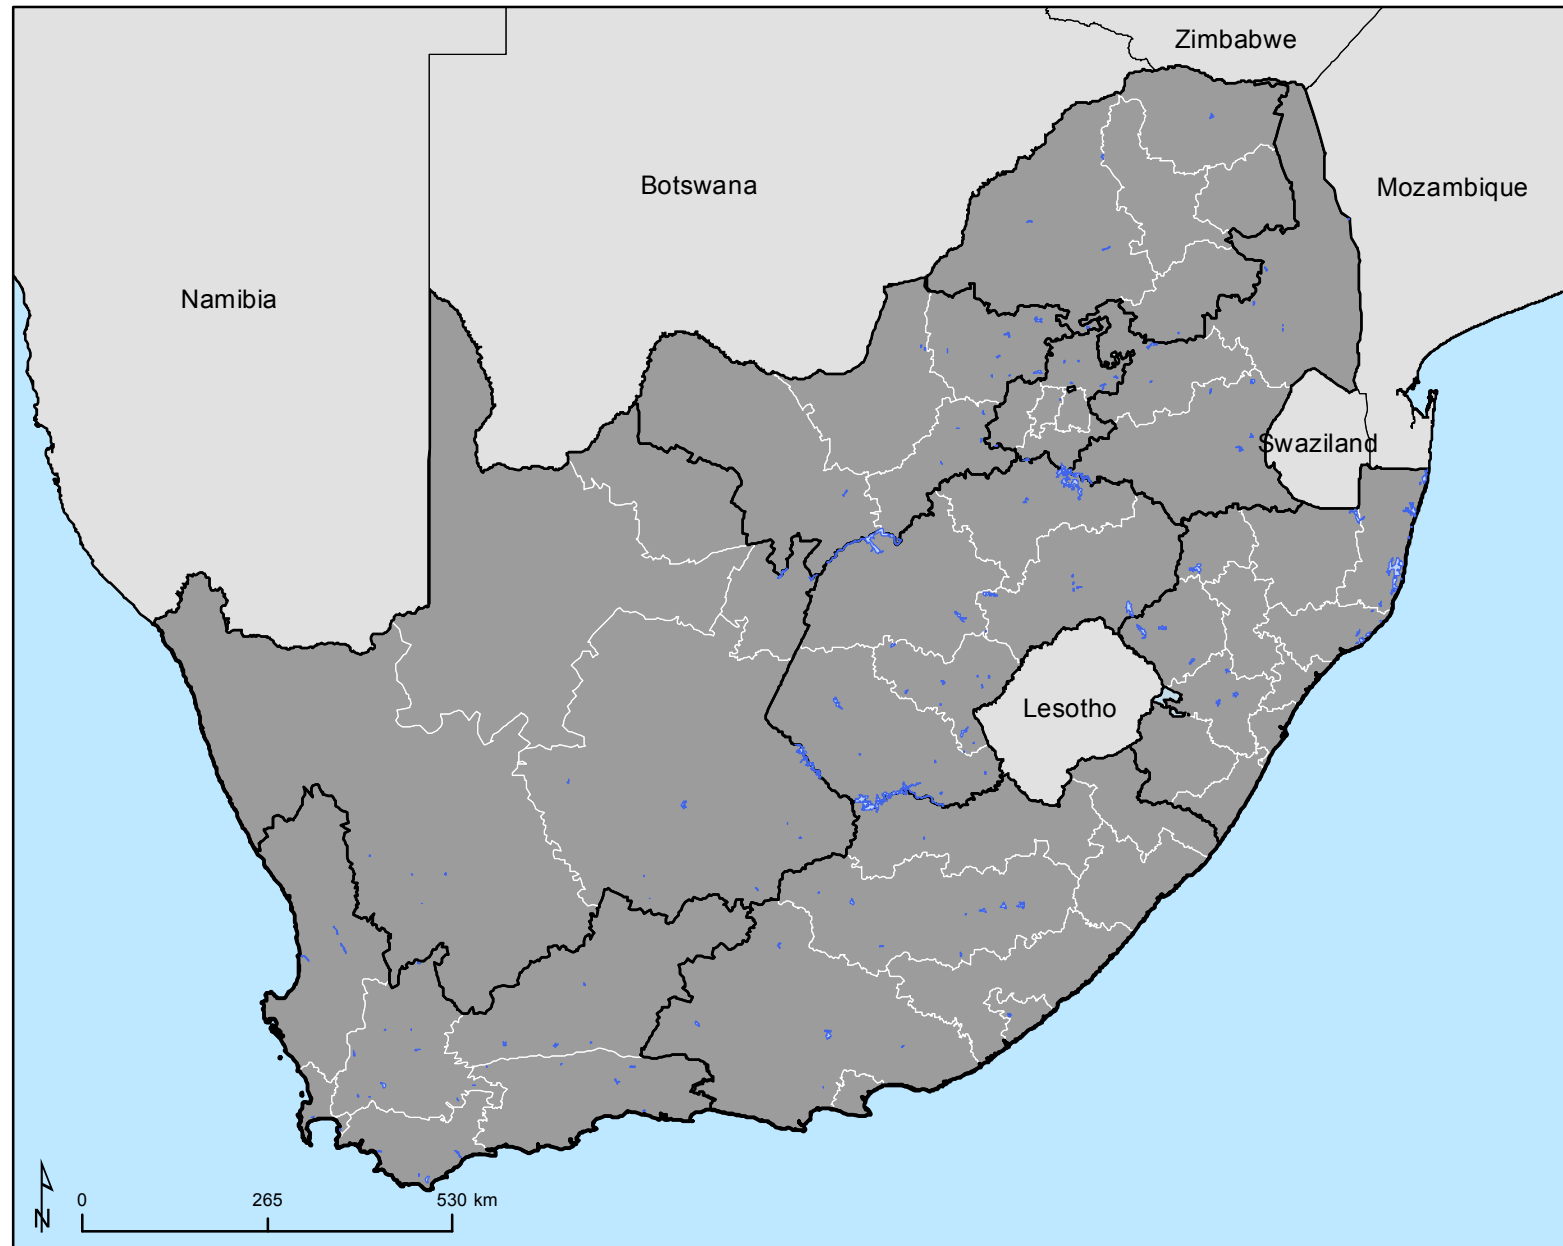 Zimbabwe
Botswana
Mozambique
Namibia
Swaziland
Lesotho
N
0 265 530 km